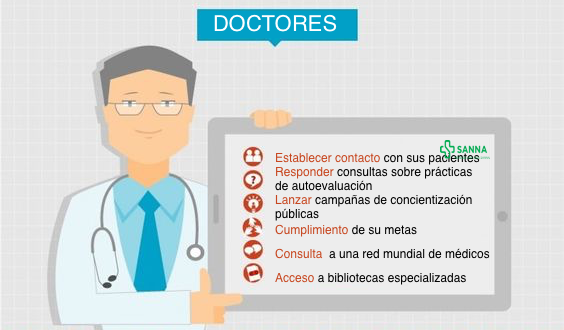 DOCTORES
SANNA
Establecer contacto con sus pacientes
Responder consultas sobre prácticas
de autoevaluación
Lanzar campañas de concientización
públicas
Cumplimiento de su metas
Consulta a una red mundial de médicos
Acceso a bibliotecas especializadas